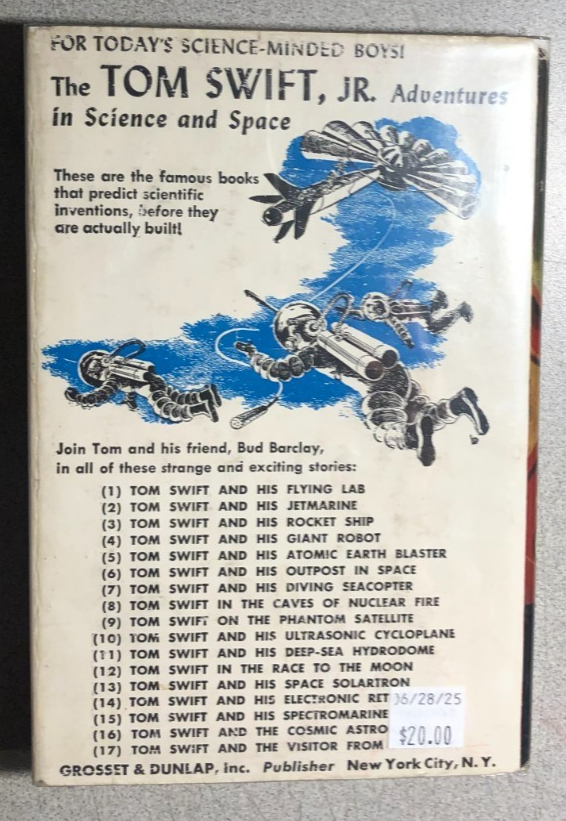 FOR TODAY'S SCIENCE-MINDED BOYS!
The TOM SWIFT, JR. Adventures
in Science and Space
These are the famous books
that predict scientific
inventions, before they
are actually built!
Join Tom and his friend, Bud Barclay,
in all of these strange and exciting stories:
(1) TOM SWIFT AND HIS FLYING LAB
(2) TOM SWIFT AND HIS JETMARINE
(3) TOM SWIFT AND HIS ROCKET SHIP
(4) TOM SWIFT AND HIS GIANT ROBOT
(5) TOM SWIFT AND HIS ATOMIC EARTH BLASTER
(6) TOM SWIFT AND HIS OUTPOST IN SPACE
(7) TOM SWIFT AND HIS DIVING SEACOPTER
(8) TOM SWIFT IN THE CAVES OF NUCLEAR FIRE
(9) TOM SWIFT ON THE PHANTOM SATELLITE
(10) TOM SWIFT AND HIS ULTRASONIC CYCLOPLANE
(11) TOM SWIFT AND HIS DEEP-SEA HYDRODOME
(12) TOM SWIFT IN THE RACE TO THE MOON
(13) TOM SWIFT AND HIS SPACE SOLARTRON
(14) TOM SWIFT AND HIS ELECTRONIC RET
(15) TOM SWIFT AND HIS SPECTROMARINE
(16) TOM SWIFT AND THE COSMIC ASTRO
(17) TOM SWIFT AND THE VISITOR FROM
06/28/25
$20.00
GROSSET & DUNLAP, Inc. Publisher New York City, N. Y.